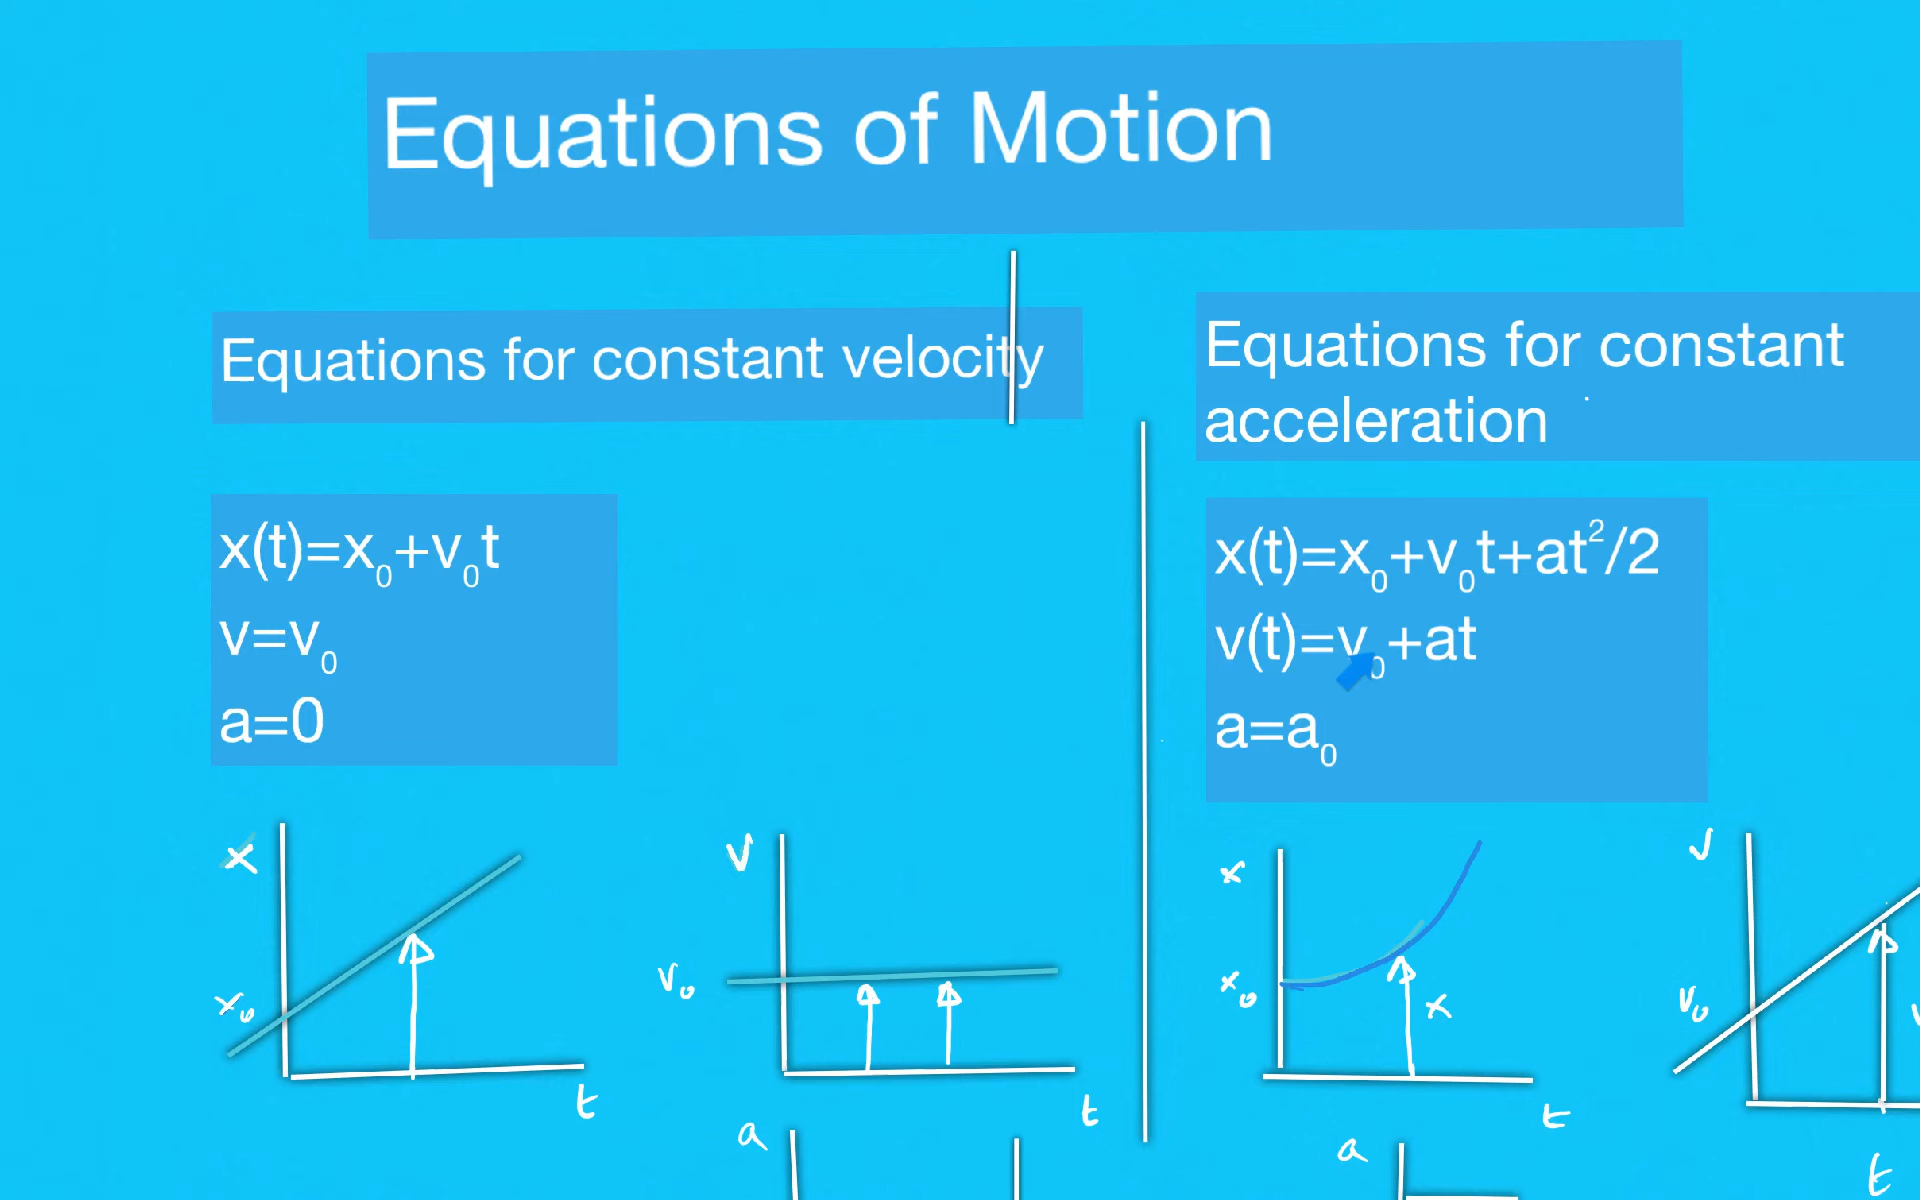 Equations of Motion
Equations for constant velocity
x(t)=x₀+v₀t
v=v₀
a=0
x
x₀
t
v
v₀
t
a
Equations for constant
acceleration
x(t)=x₀+v₀t+at²/2
v(t)=v₀+at
a=a₀
x
x₀
x
t
v
v₀
t
a